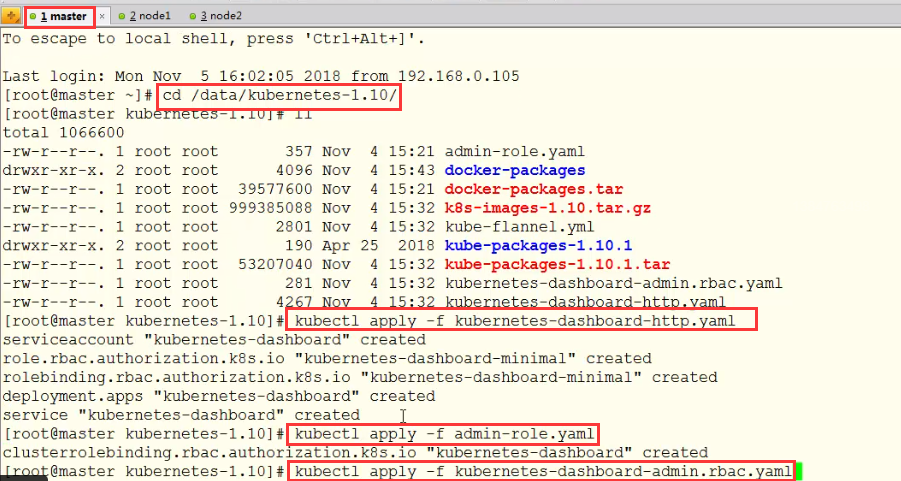 1 master × 2 node1 3 node2
To escape to local shell, press 'Ctrl+Alt+]'.
Last login: Mon Nov  5 16:02:05 2018 from 192.168.0.105
[root@master ~]# cd /data/kubernetes-1.10/
[root@master kubernetes-1.10]# ll
total 1066600
-rw-r--r--. 1 root root       357 Nov  4 15:21 admin-role.yaml
drwxr-xr-x. 2 root root      4096 Nov  4 15:43 docker-packages
-rw-r--r--. 1 root root  39577600 Nov  4 15:21 docker-packages.tar
-rw-r--r--. 1 root root 999385088 Nov  4 15:32 k8s-images-1.10.tar.gz
-rw-r--r--. 1 root root      2801 Nov  4 15:32 kube-flannel.yml
drwxr-xr-x. 2 root root       190 Apr 25  2018 kube-packages-1.10.1
-rw-r--r--. 1 root root  53207040 Nov  4 15:32 kube-packages-1.10.1.tar
-rw-r--r--. 1 root root       281 Nov  4 15:32 kubernetes-dashboard-admin.rbac.yaml
-rw-r--r--. 1 root root      4267 Nov  4 15:32 kubernetes-dashboard-http.yaml
[root@master kubernetes-1.10]# kubectl apply -f kubernetes-dashboard-http.yaml
serviceaccount "kubernetes-dashboard" created
role.rbac.authorization.k8s.io "kubernetes-dashboard-minimal" created
rolebinding.rbac.authorization.k8s.io "kubernetes-dashboard-minimal" created
deployment.apps "kubernetes-dashboard" created
service "kubernetes-dashboard" created
[root@master kubernetes-1.10]# kubectl apply -f admin-role.yaml
clusterrolebinding.rbac.authorization.k8s.io "kubernetes-dashboard" created
[root@master kubernetes-1.10]# kubectl apply -f kubernetes-dashboard-admin.rbac.yaml